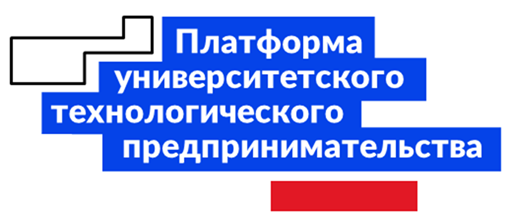 Платформа
университетского
технологического
предпринимательства